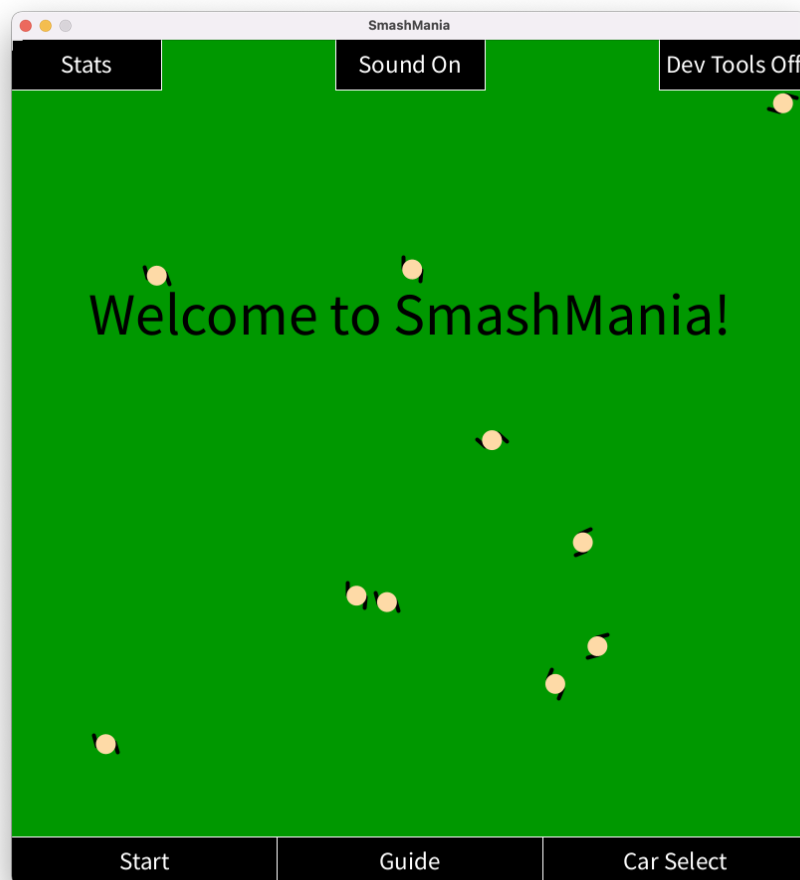 SmashMania
Stats
Sound On
Dev Tools Off
Welcome to SmashMania!
Start
Guide
Car Select